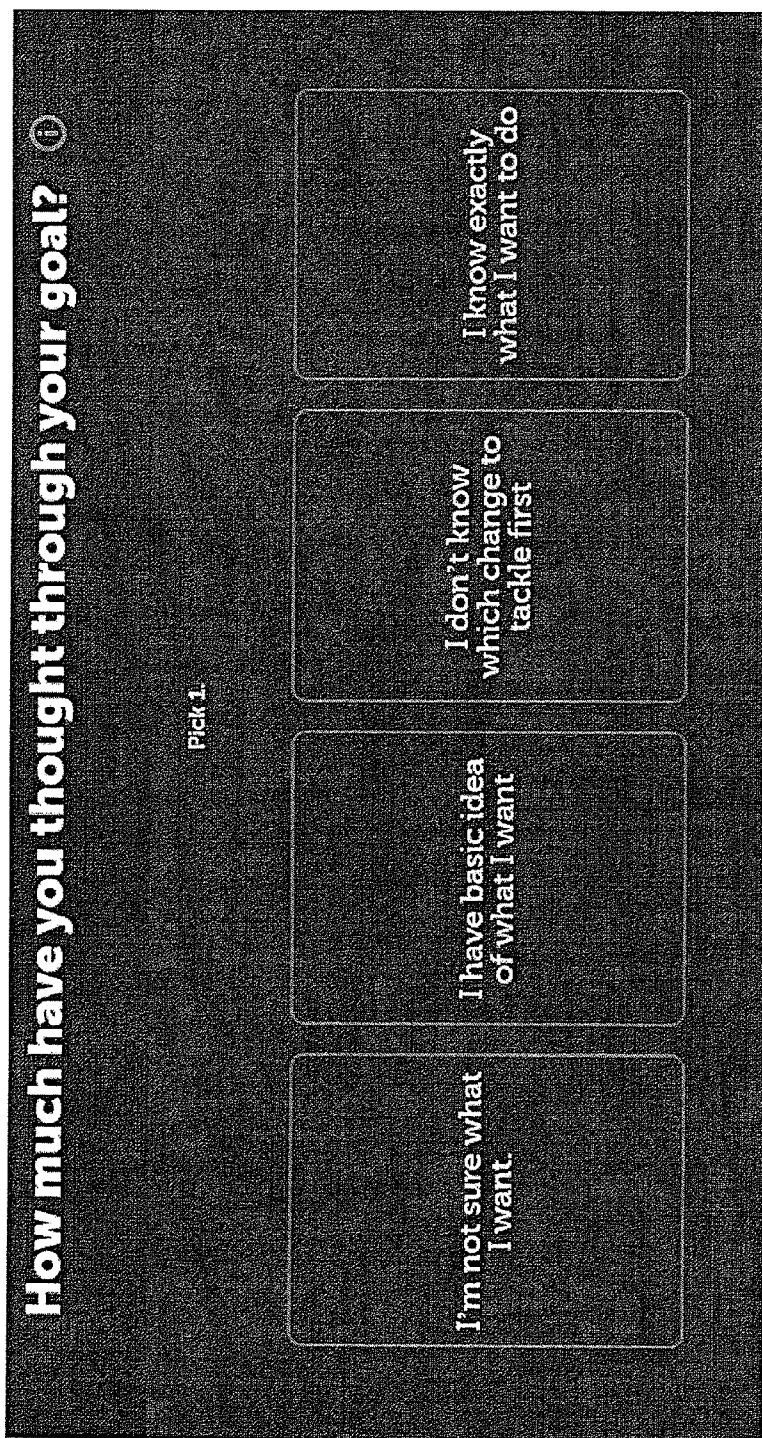 How much have you thought through your goal? i
Pick 1.
I'm not sure what
I want.
I have basic idea
of what I want
I don't know
which change to
tackle first
I know exactly
what I want to do